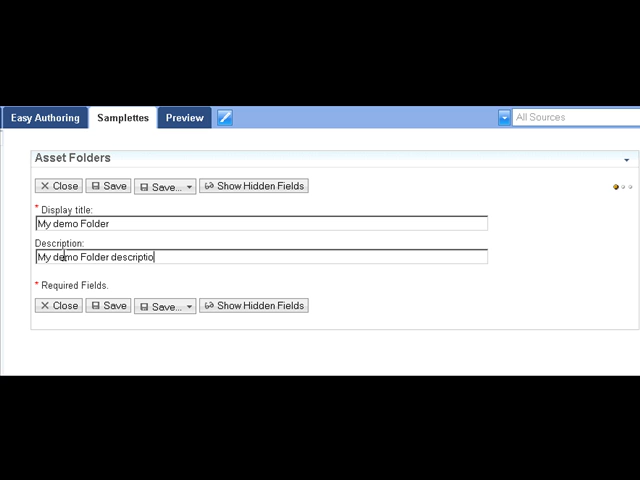 Easy Authoring Samplettes Preview All Sources
Asset Folders
Close Save Save... Show Hidden Fields
* Display title:
My demo Folder
Description:
My demo Folder descriptio
* Required Fields.
Close Save Save... Show Hidden Fields